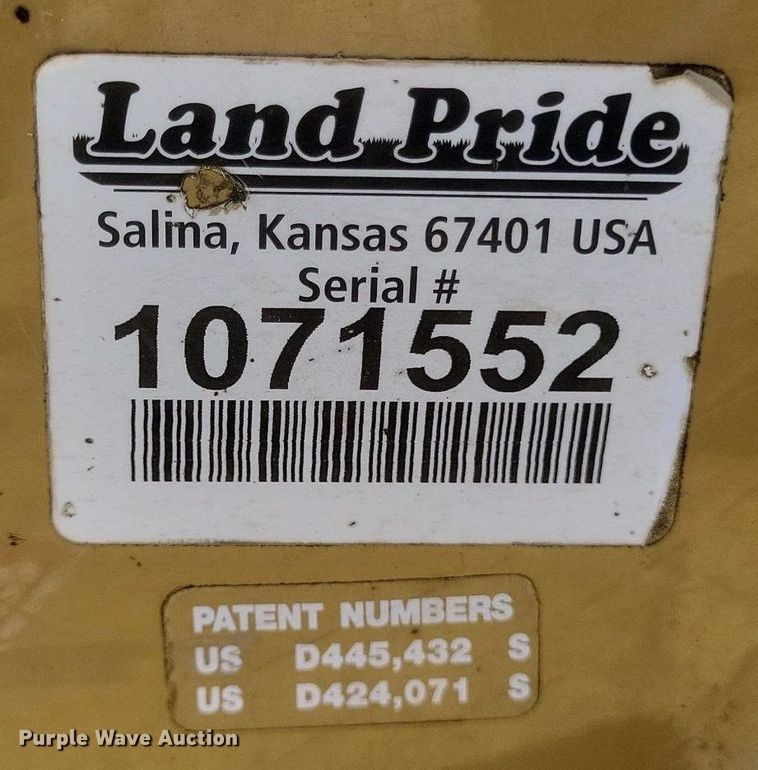 Land Pride
Salina, Kansas 67401 USA
Serial #
1071552
PATENT NUMBERS
US D445,432 S
US D424,071 S
Purple Wave Auction